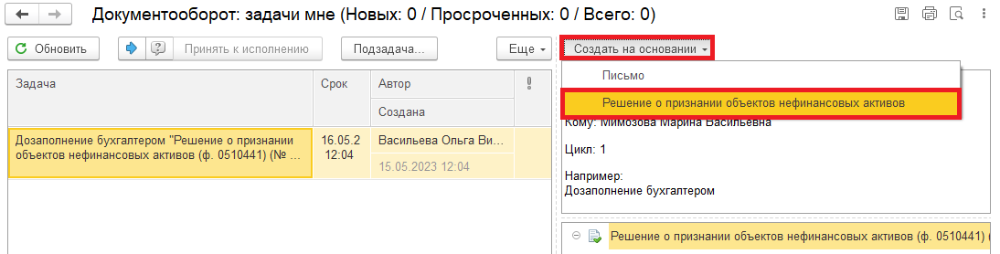 Документооборот: задачи мне (Новых: 0 / Просроченных: 0 / Всего: 0)
Обновить
Принять к исполнению
Подзадача...
Еще
Создать на основании
Письмо
Решение о признании объектов нефинансовых активов
Задача
Срок
Автор
Создана
Дозаполнение бухгалтером "Решение о признании
объектов нефинансовых активов (ф. 0510441) (№ ...
16.05.2
12:04
Васильева Ольга Ви...
15.05.2023 12:04
Кому: Мимозова Марина Васильевна
Цикл: 1
Например:
Дозаполнение бухгалтером
Решение о признании объектов нефинансовых активов (ф. 0510441) (